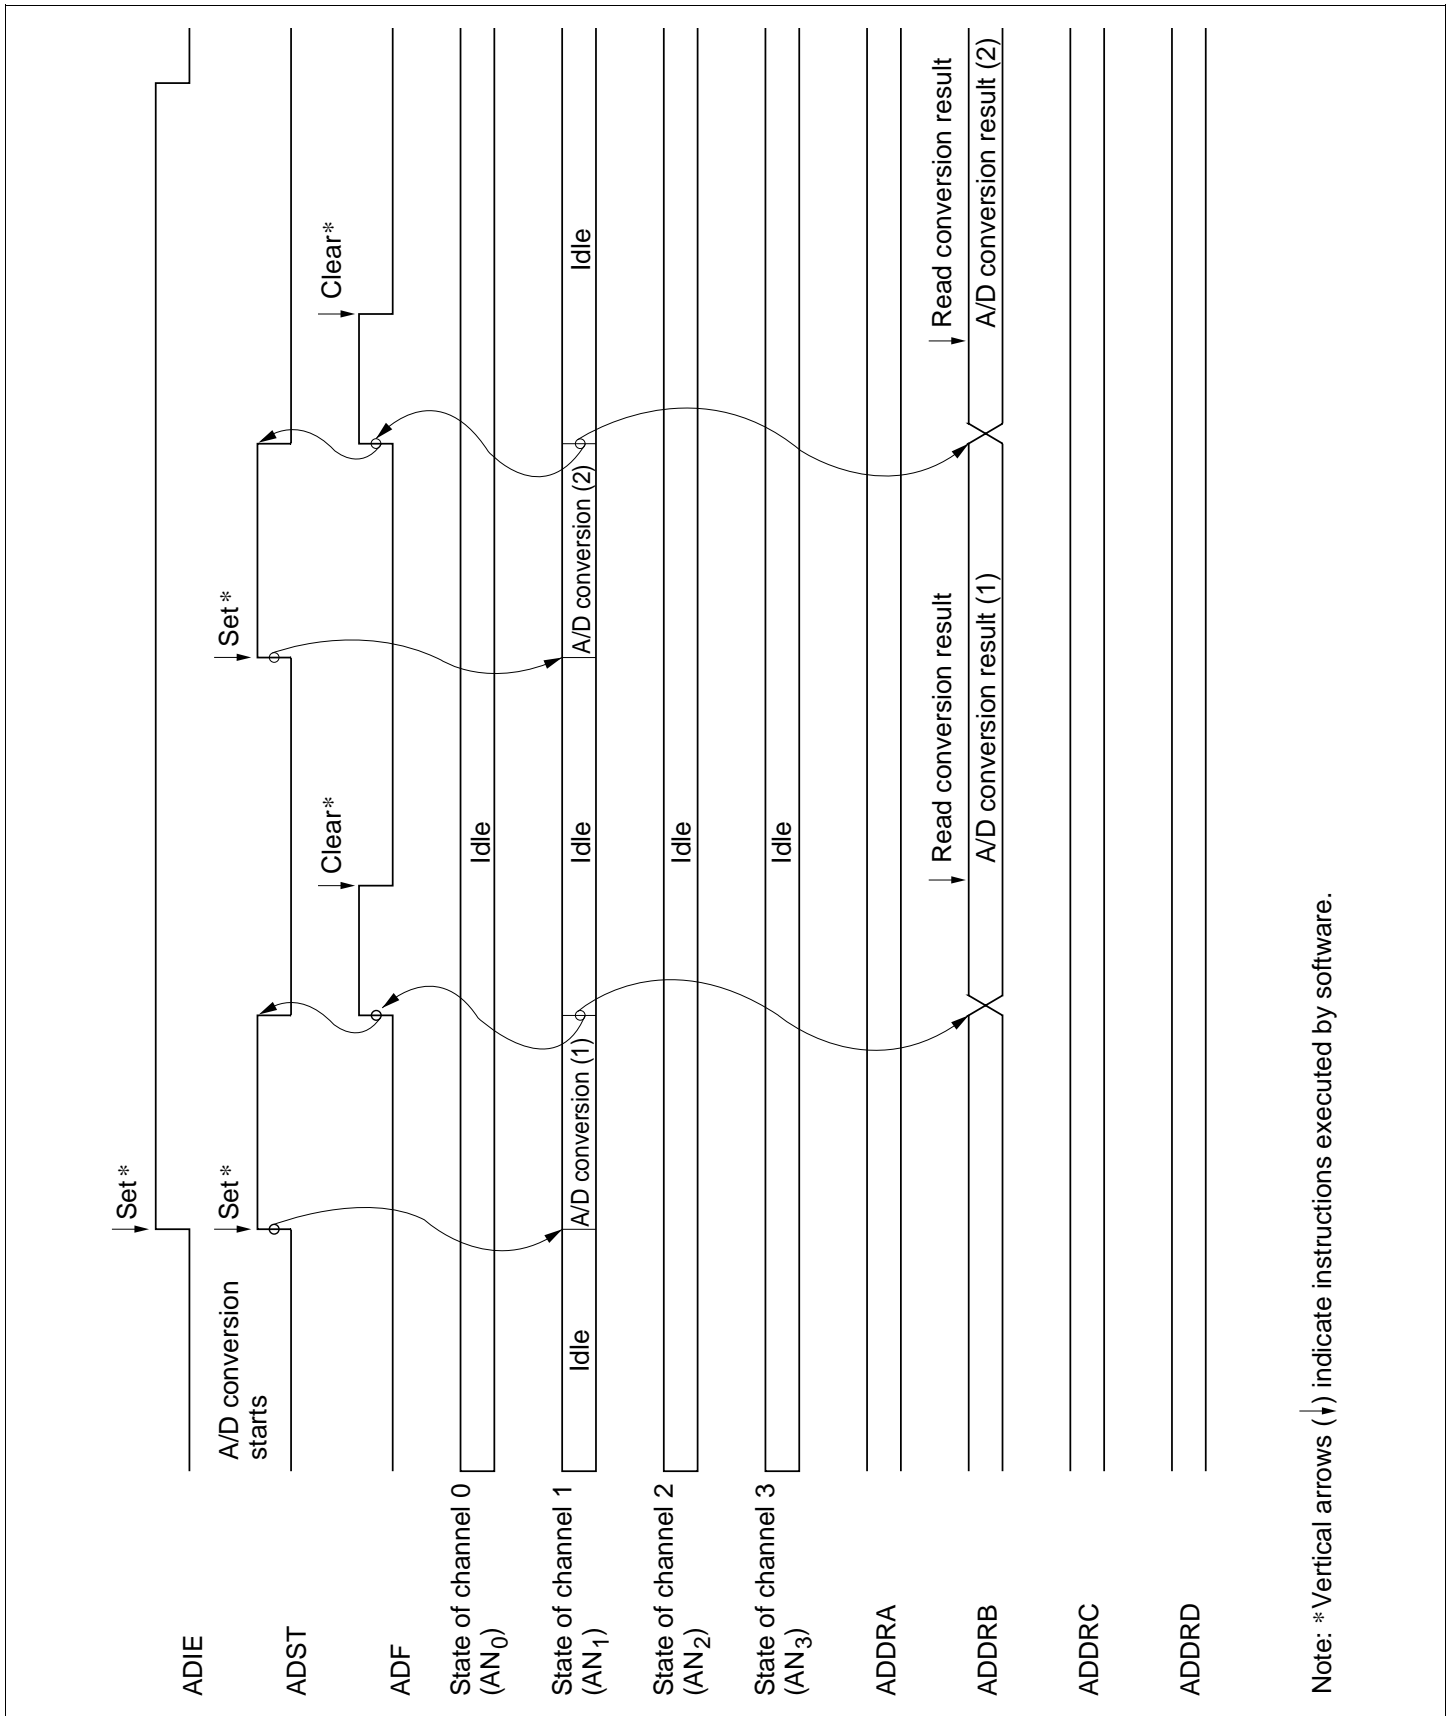 Set*
ADIE
A/D conversion
starts
Set*
Set*
ADST
Clear*
Clear*
ADF
State of channel 0
(AN0)
Idle
State of channel 1
(AN1)
Idle
A/D conversion (1)
Idle
A/D conversion (2)
Idle
State of channel 2
(AN2)
Idle
State of channel 3
(AN3)
Idle
ADDRA
Read conversion result
Read conversion result
ADDRB
A/D conversion result (1)
A/D conversion result (2)
ADDRC
ADDRD
Note: * Vertical arrows (↓) indicate instructions executed by software.